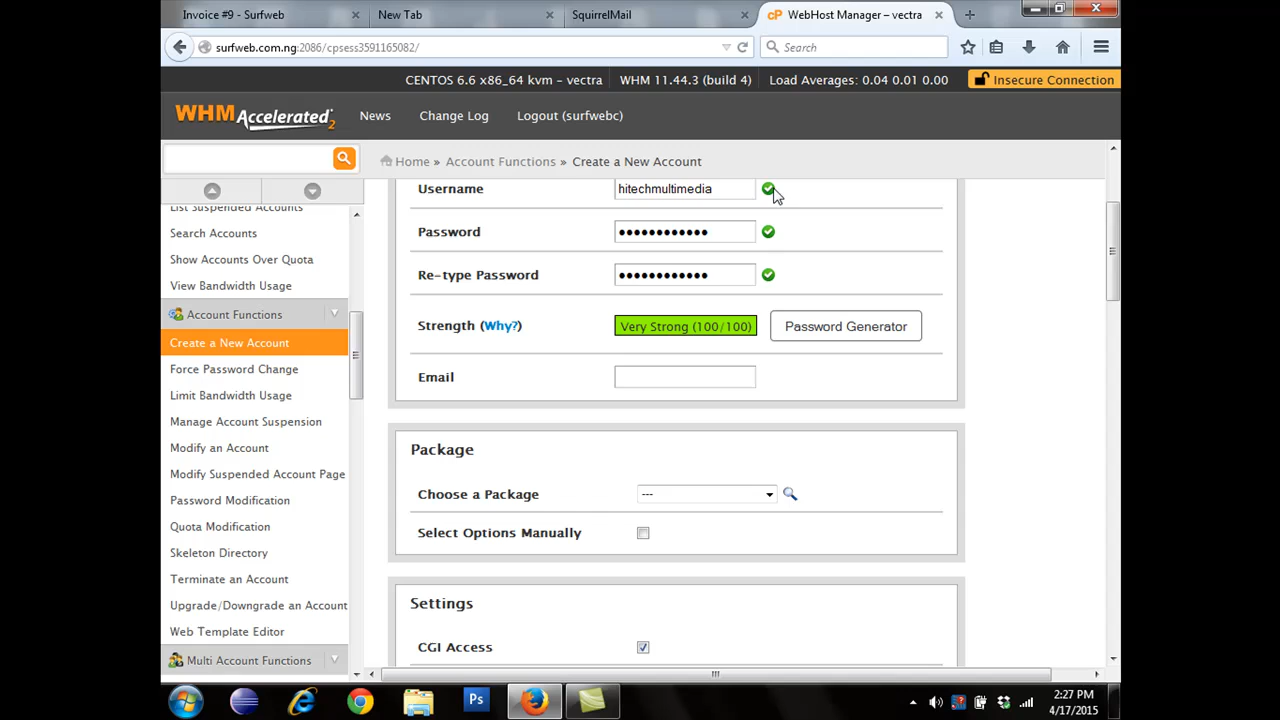 Invoice #9 - Surfweb
New Tab
SquirrelMail
cP WebHost Manager – vectra
surfweb.com.ng:2086/cpsess3591165082/
Search
CENTOS 6.6 x86_64 kvm – vectra
WHM 11.44.3 (build 4)
Load Averages: 0.04 0.01 0.00
Insecure Connection
WHM Accelerated2
News
Change Log
Logout (surfwebc)
Home » Account Functions » Create a New Account
List Suspended Accounts
Search Accounts
Show Accounts Over Quota
View Bandwidth Usage
Account Functions
Create a New Account
Force Password Change
Limit Bandwidth Usage
Manage Account Suspension
Modify an Account
Modify Suspended Account Page
Password Modification
Quota Modification
Skeleton Directory
Terminate an Account
Upgrade/Downgrade an Account
Web Template Editor
Multi Account Functions
Username
hitechmultimedia
Password
••••••••••••
Re-type Password
••••••••••••
Strength (Why?)
Very Strong (100/100)
Password Generator
Email
Package
Choose a Package
---
Select Options Manually
Settings
CGI Access
Ps
2:27 PM
4/17/2015